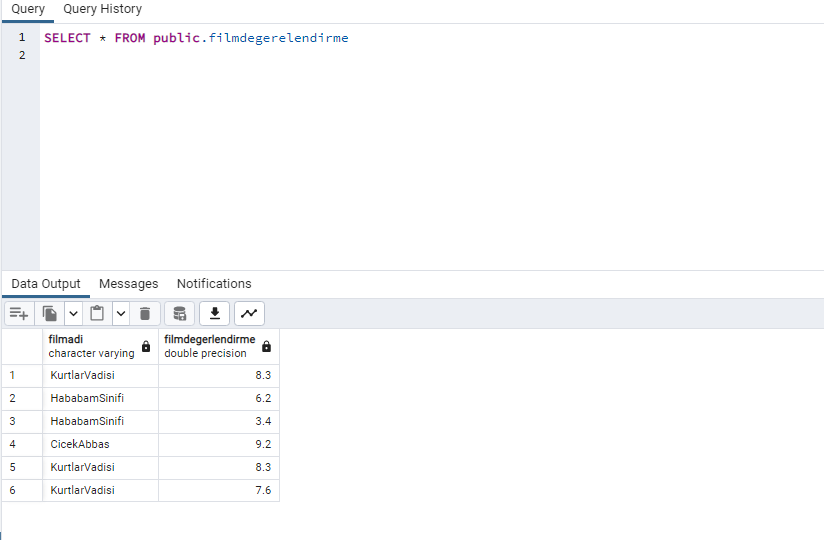 Query Query History
1 SELECT * FROM public.filmdegerelendirme
2
Data Output Messages Notifications
filmadi filmdegerlendirme
character varying double precision
1 KurtlarVadisi 8.3
2 HababamSinifi 6.2
3 HababamSinifi 3.4
4 CicekAbbas 9.2
5 KurtlarVadisi 8.3
6 KurtlarVadisi 7.6